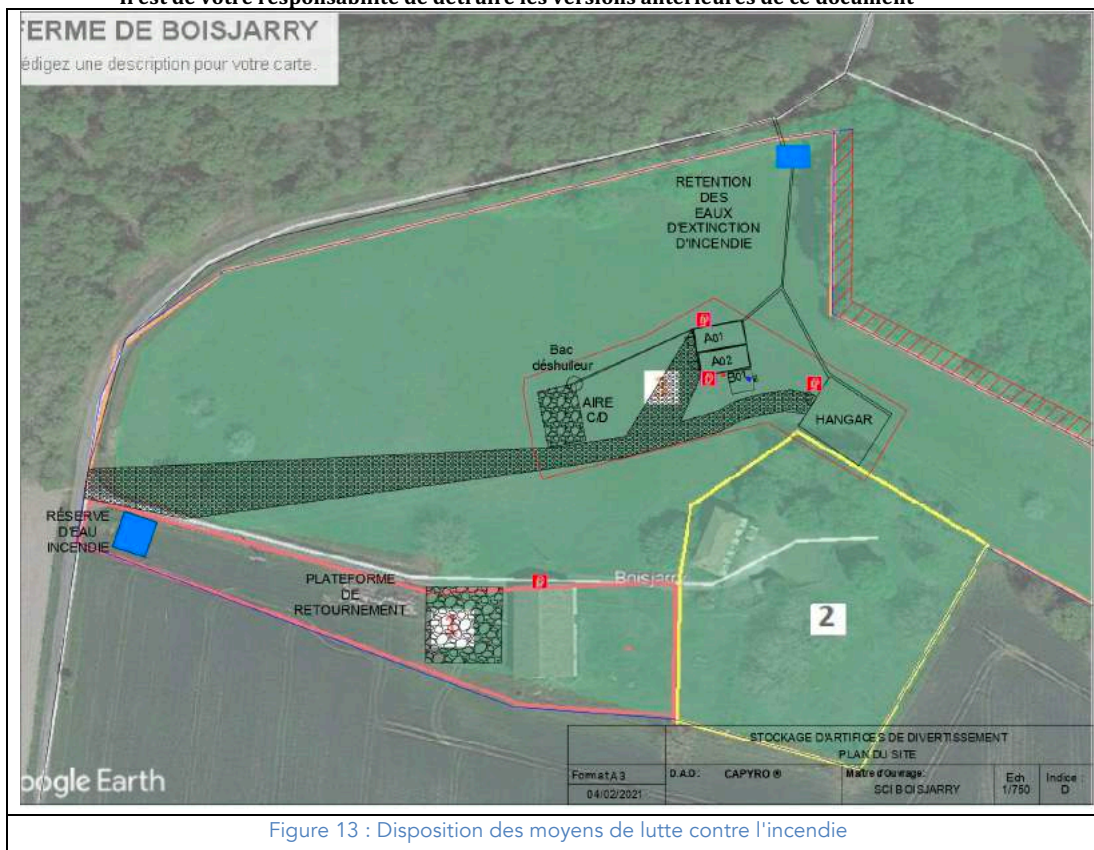 Il est de votre responsabilité de détruire les versions antérieures de ce document
FERME DE BOISJARRY
édigez une description pour votre carte.
RETENTION
DES
EAUX
D'EXTINCTION
D'INCENDIE
A01
A02
B01
Bac
déshuileur
AIRE
C/D
HANGAR
RÉSERVE
D'EAU
INCENDIE
PLATEFORME
DE
RETOURNEMENT
Boisjarry
2
STOCKAGE D'ARTIFICES DE DIVERTISSEMENT
PLAN DU SITE
Format A3
04/02/2021
D.A.O: CAPYRO ®
Maître d'Ouvrage:
SCI BOISJARRY
Ech
1/750
Indice :
D
oogle Earth
Figure 13 : Disposition des moyens de lutte contre l'incendie